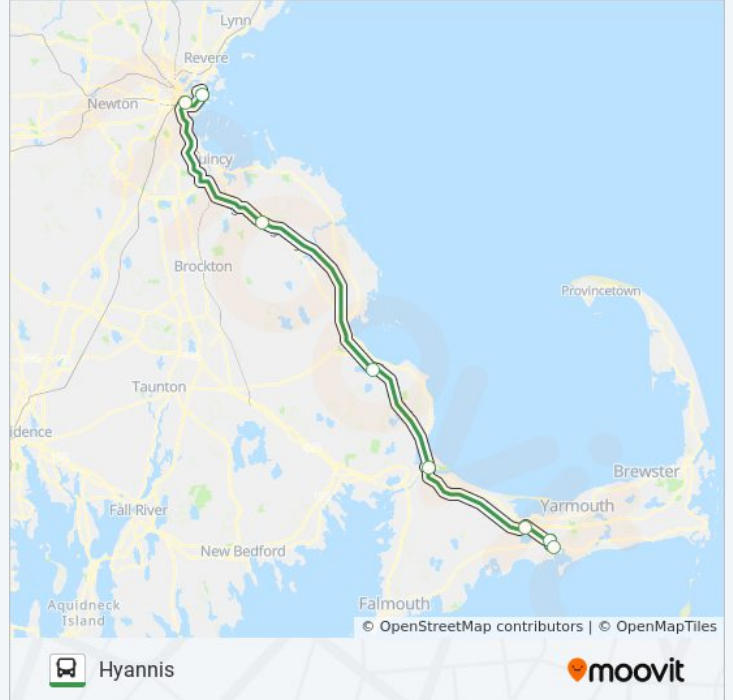 Lynn
Revere
Newton
uincy
Brockton
Provincetown
Taunton
idence
Brewster
Yarmouth
Fall River
New Bedford
Aquidneck
Island
Falmouth
© OpenStreetMap contributors | © OpenMapTiles
Hyannis
moovit